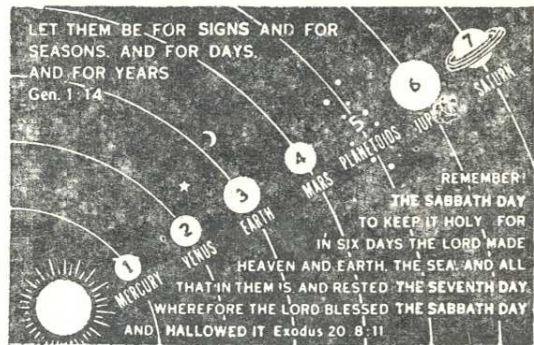 LET THEM BE FOR SIGNS AND FOR
SEASONS, AND FOR DAYS,
AND FOR YEARS
Gen. 1:14
7
SATURN
6
JUP
5
PLANETOIDS
4
MARS
3
EARTH
2
VENUS
1
MERCURY
REMEMBER!
THE SABBATH DAY
TO KEEP IT HOLY FOR
IN SIX DAYS THE LORD MADE
HEAVEN AND EARTH, THE SEA, AND ALL
THAT IN THEM IS AND RESTED THE SEVENTH DAY
WHEREFORE THE LORD BLESSED THE SABBATH DAY
AND HALLOWED IT Exodus 20 8:11